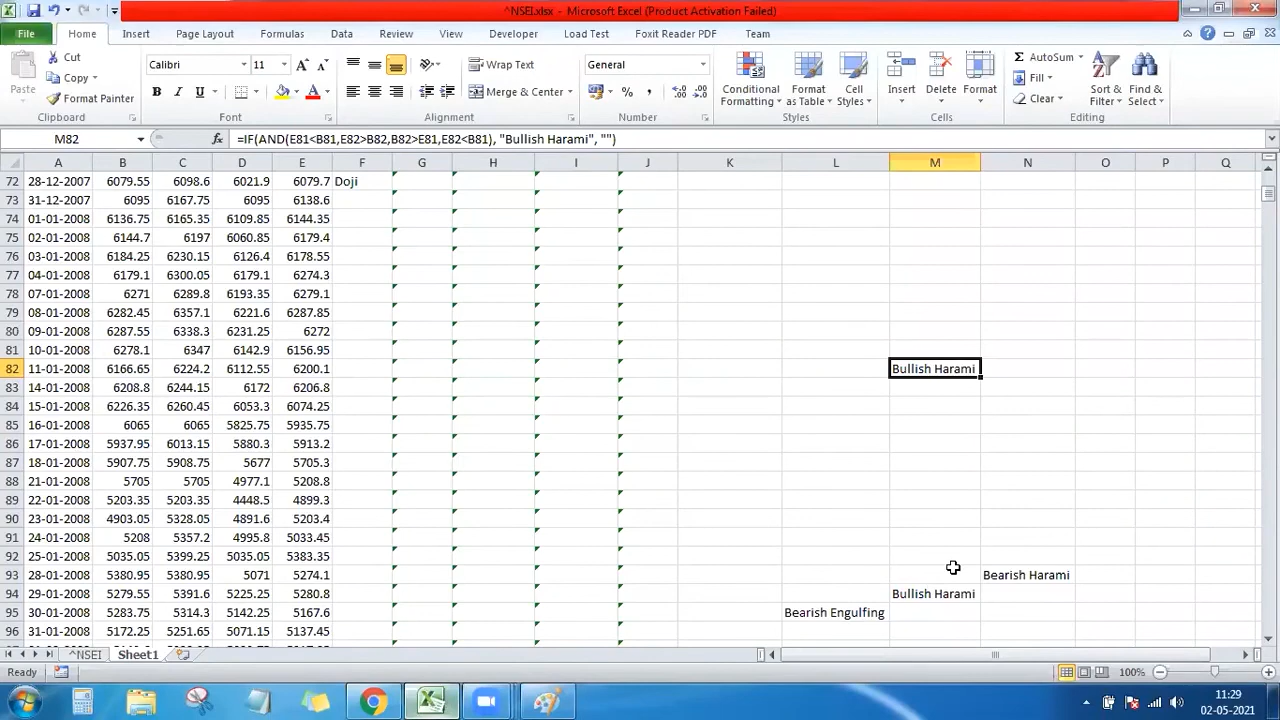 ^NSEI.xlsx - Microsoft Excel (Product Activation Failed)
File Home Insert Page Layout Formulas Data Review View Developer Load Test Foxit Reader PDF Team
Paste Cut
Copy
Format Painter
Clipboard
Calibri 11 A A
B I U A
Font
Wrap Text
Merge & Center
Alignment
General
% ,
Number
Conditional Formatting
Format as Table
Cell Styles
Styles
Insert Delete Format
Cells
Σ AutoSum
Fill
Clear
Sort & Filter
Find & Select
Editing
M82 fx =IF(AND(E81<B81,E82>B82,B82>E81,E82<B81), "Bullish Harami", "")
A B C D E F G H I J K L M N O P Q
72 28-12-2007 6079.55 6098.6 6021.9 6079.7 Doji
73 31-12-2007 6095 6167.75 6095 6138.6
74 01-01-2008 6136.75 6165.35 6109.85 6144.35
75 02-01-2008 6144.7 6197 6060.85 6179.4
76 03-01-2008 6184.25 6230.15 6126.4 6178.55
77 04-01-2008 6179.1 6300.05 6179.1 6274.3
78 07-01-2008 6271 6289.8 6193.35 6279.1
79 08-01-2008 6282.45 6357.1 6221.6 6287.85
80 09-01-2008 6287.55 6338.3 6231.25 6272
81 10-01-2008 6278.1 6347 6142.9 6156.95
82 11-01-2008 6166.65 6224.2 6112.55 6200.1 Bullish Harami
83 14-01-2008 6208.8 6244.15 6172 6206.8
84 15-01-2008 6226.35 6260.45 6053.3 6074.25
85 16-01-2008 6065 6065 5825.75 5935.75
86 17-01-2008 5937.95 6013.15 5880.3 5913.2
87 18-01-2008 5907.75 5908.75 5677 5705.3
88 21-01-2008 5705 5705 4977.1 5208.8
89 22-01-2008 5203.35 5203.35 4448.5 4899.3
90 23-01-2008 4903.05 5328.05 4891.6 5203.4
91 24-01-2008 5208 5357.2 4995.8 5033.45
92 25-01-2008 5035.05 5399.25 5035.05 5383.35
93 28-01-2008 5380.95 5380.95 5071 5274.1 Bearish Harami
94 29-01-2008 5279.55 5391.6 5225.25 5280.8 Bullish Harami
95 30-01-2008 5283.75 5314.3 5142.25 5167.6 Bearish Engulfing
96 31-01-2008 5172.25 5251.65 5071.15 5137.45
^NSEI Sheet1
Ready 100%
11:29
02-05-2021